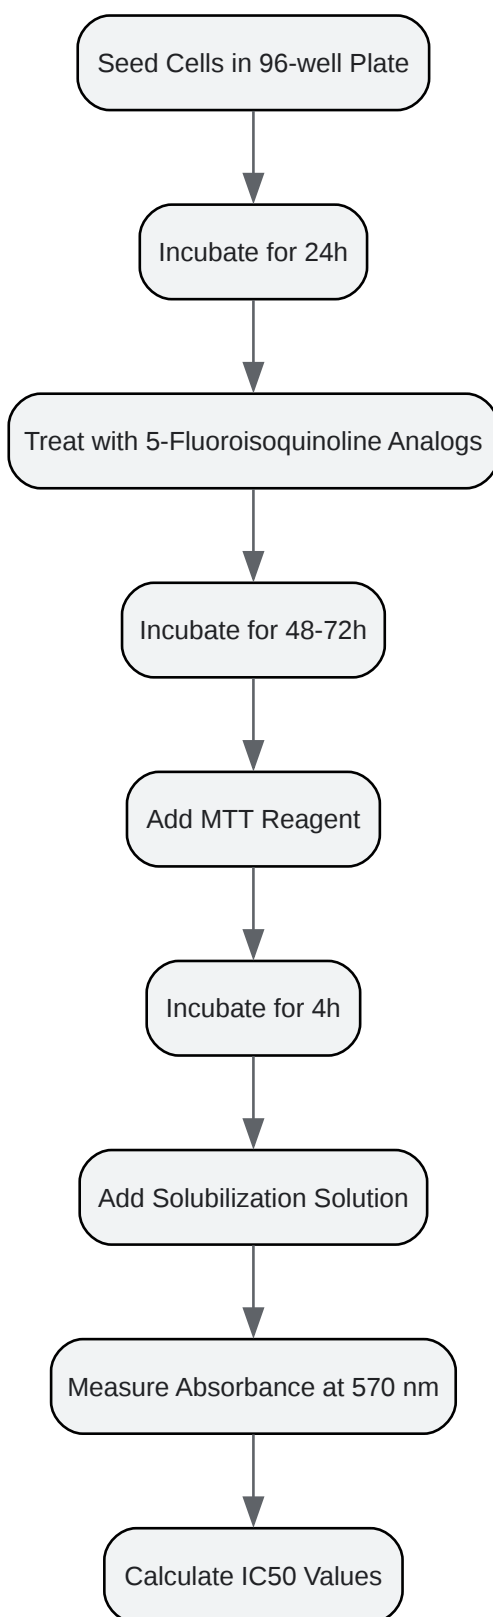 Seed Cells in 96-well Plate
Incubate for 24h
Treat with 5-Fluoroisoquinoline Analogs
Incubate for 48-72h
Add MTT Reagent
Incubate for 4h
Add Solubilization Solution
Measure Absorbance at 570 nm
Calculate IC50 Values